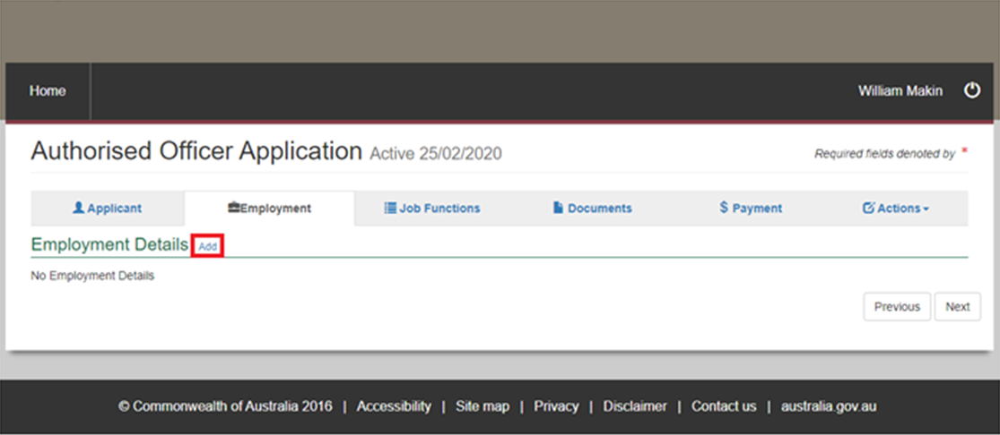 Home William Makin
Authorised Officer Application Active 25/02/2020 Required fields denoted by *
Applicant Employment Job Functions Documents $ Payment Actions
Employment Details Add
No Employment Details
Previous Next
© Commonwealth of Australia 2016 | Accessibility | Site map | Privacy | Disclaimer | Contact us | australia.gov.au